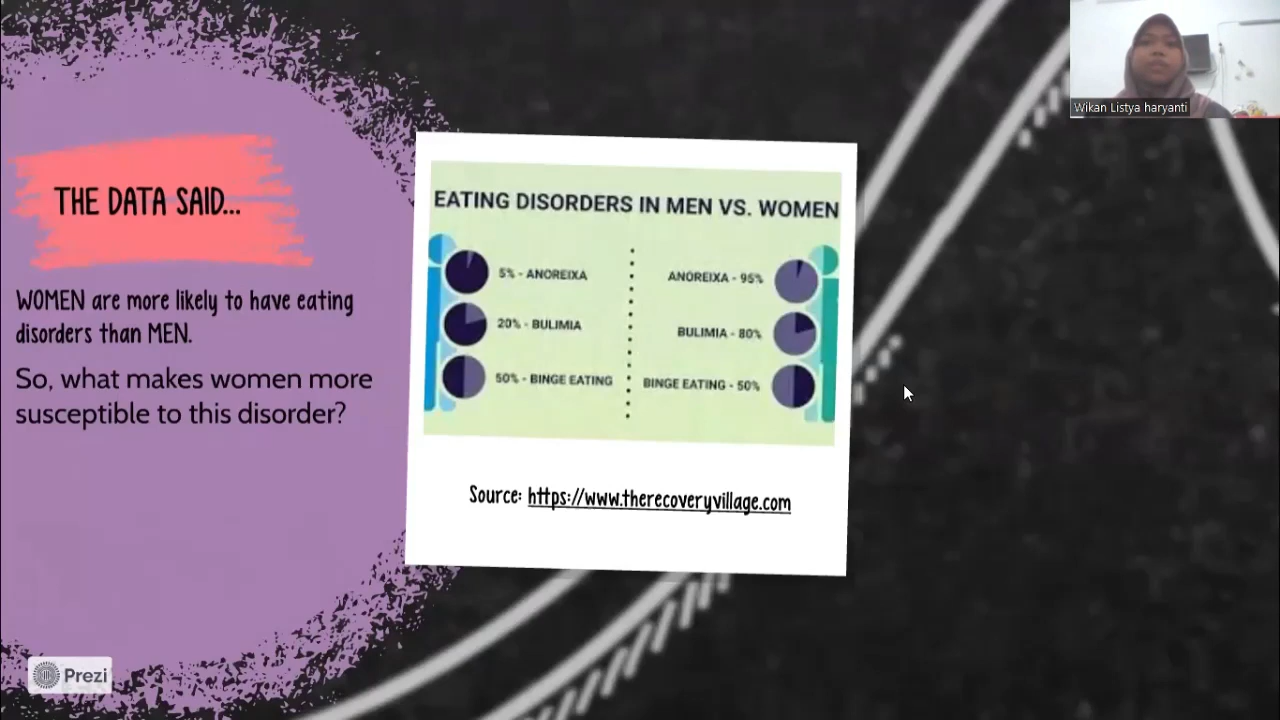 Wikan Listya haryanti
THE DATA SAID...
WOMEN are more likely to have eating
disorders than MEN.
So, what makes women more
susceptible to this disorder?
EATING DISORDERS IN MEN VS. WOMEN
5% - ANOREIXA
20% - BULIMIA
50% - BINGE EATING
ANOREIXA - 95%
BULIMIA - 80%
BINGE EATING - 50%
Source: https://www.therecoveryvillage.com
Prezi